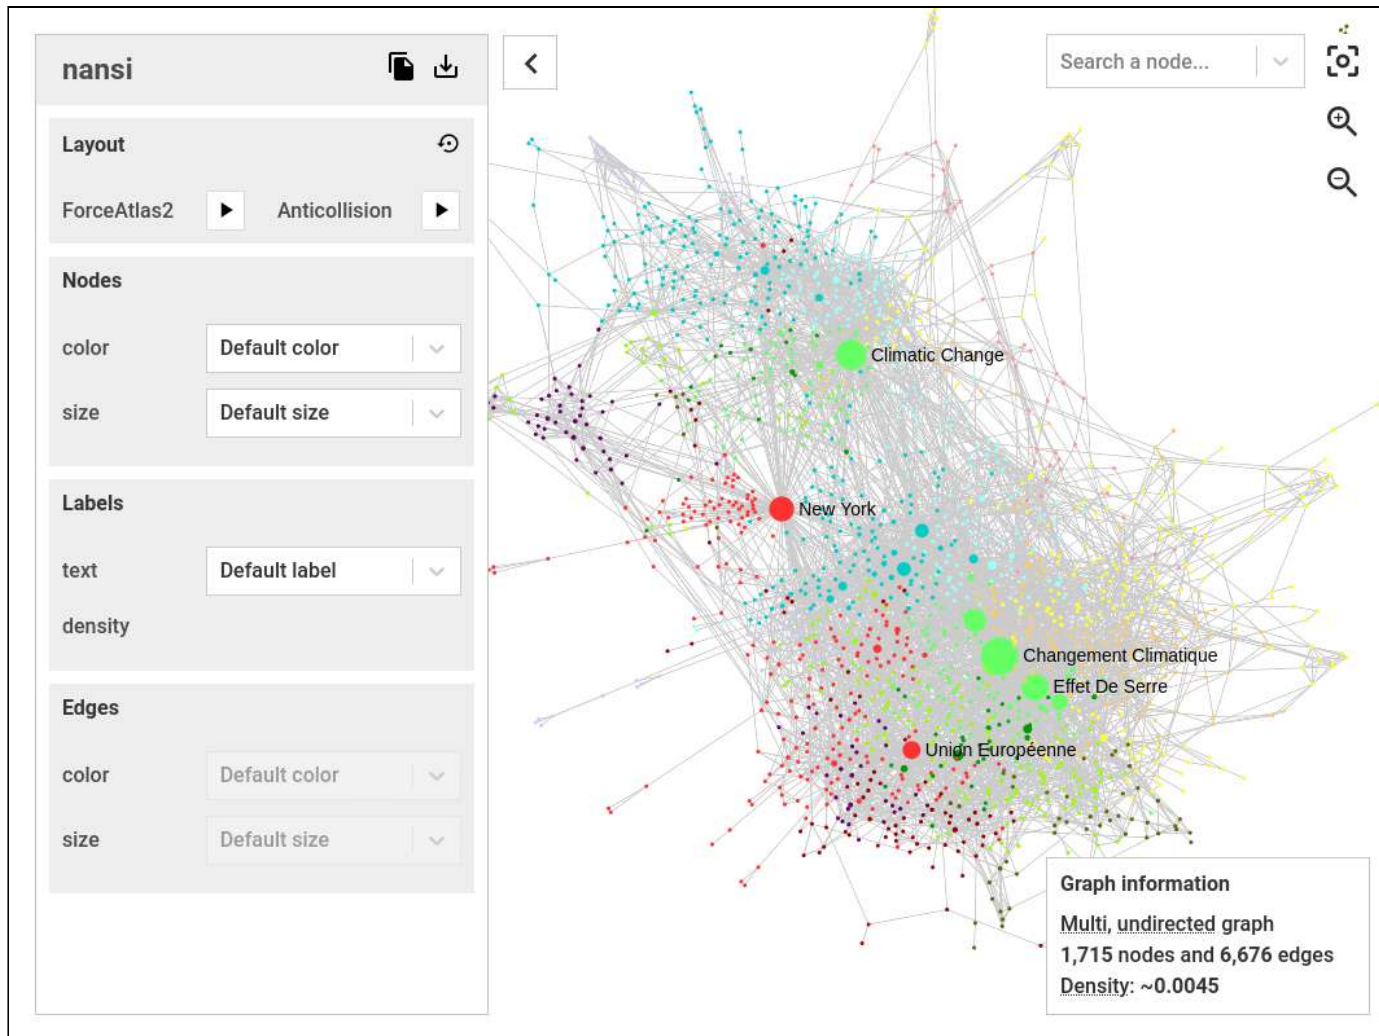 nansi
Search a node...
Layout
ForceAtlas2
Anticollision
Nodes
color
Default color
size
Default size
Labels
text
Default label
density
Edges
color
Default color
size
Default size
Climatic Change
New York
Changement Climatique
Effet De Serre
Union Européenne
Graph information
Multi, undirected graph
1,715 nodes and 6,676 edges
Density: ~0.0045